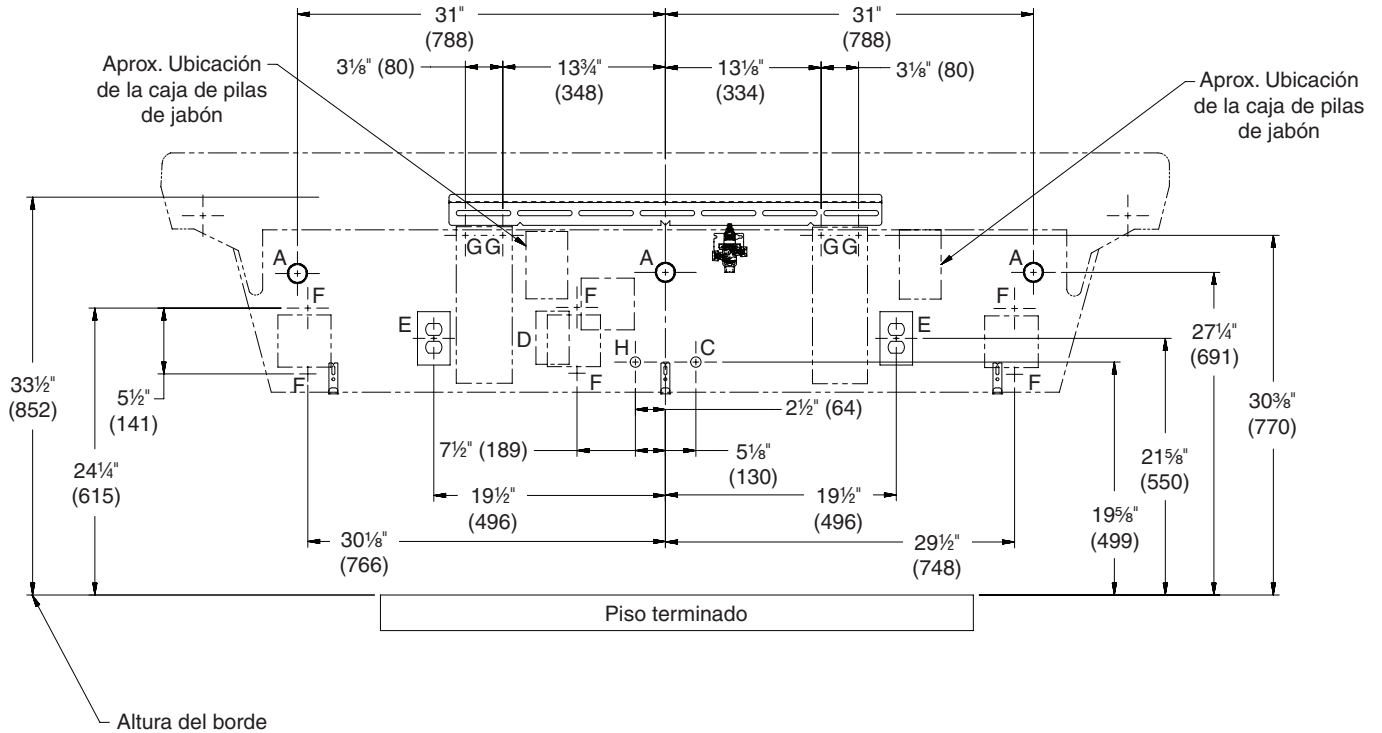 31"
(788)
31"
(788)
3⅛" (80)
13¾"
(348)
13⅛"
(334)
3⅛" (80)
Aprox. Ubicación
de la caja de pilas
de jabón
Aprox. Ubicación
de la caja de pilas
de jabón
G G
G G
A
A
A
F
F
F
E
E
D
H
C
F
F
F
33½"
(852)
5½"
(141)
24¼"
(615)
27¼"
(691)
30⅜"
(770)
21⅝"
(550)
19⅝"
(499)
2½" (64)
7½" (189)
5⅛"
(130)
19½"
(496)
19½"
(496)
30⅛"
(766)
29½"
(748)
Piso terminado
Altura del borde